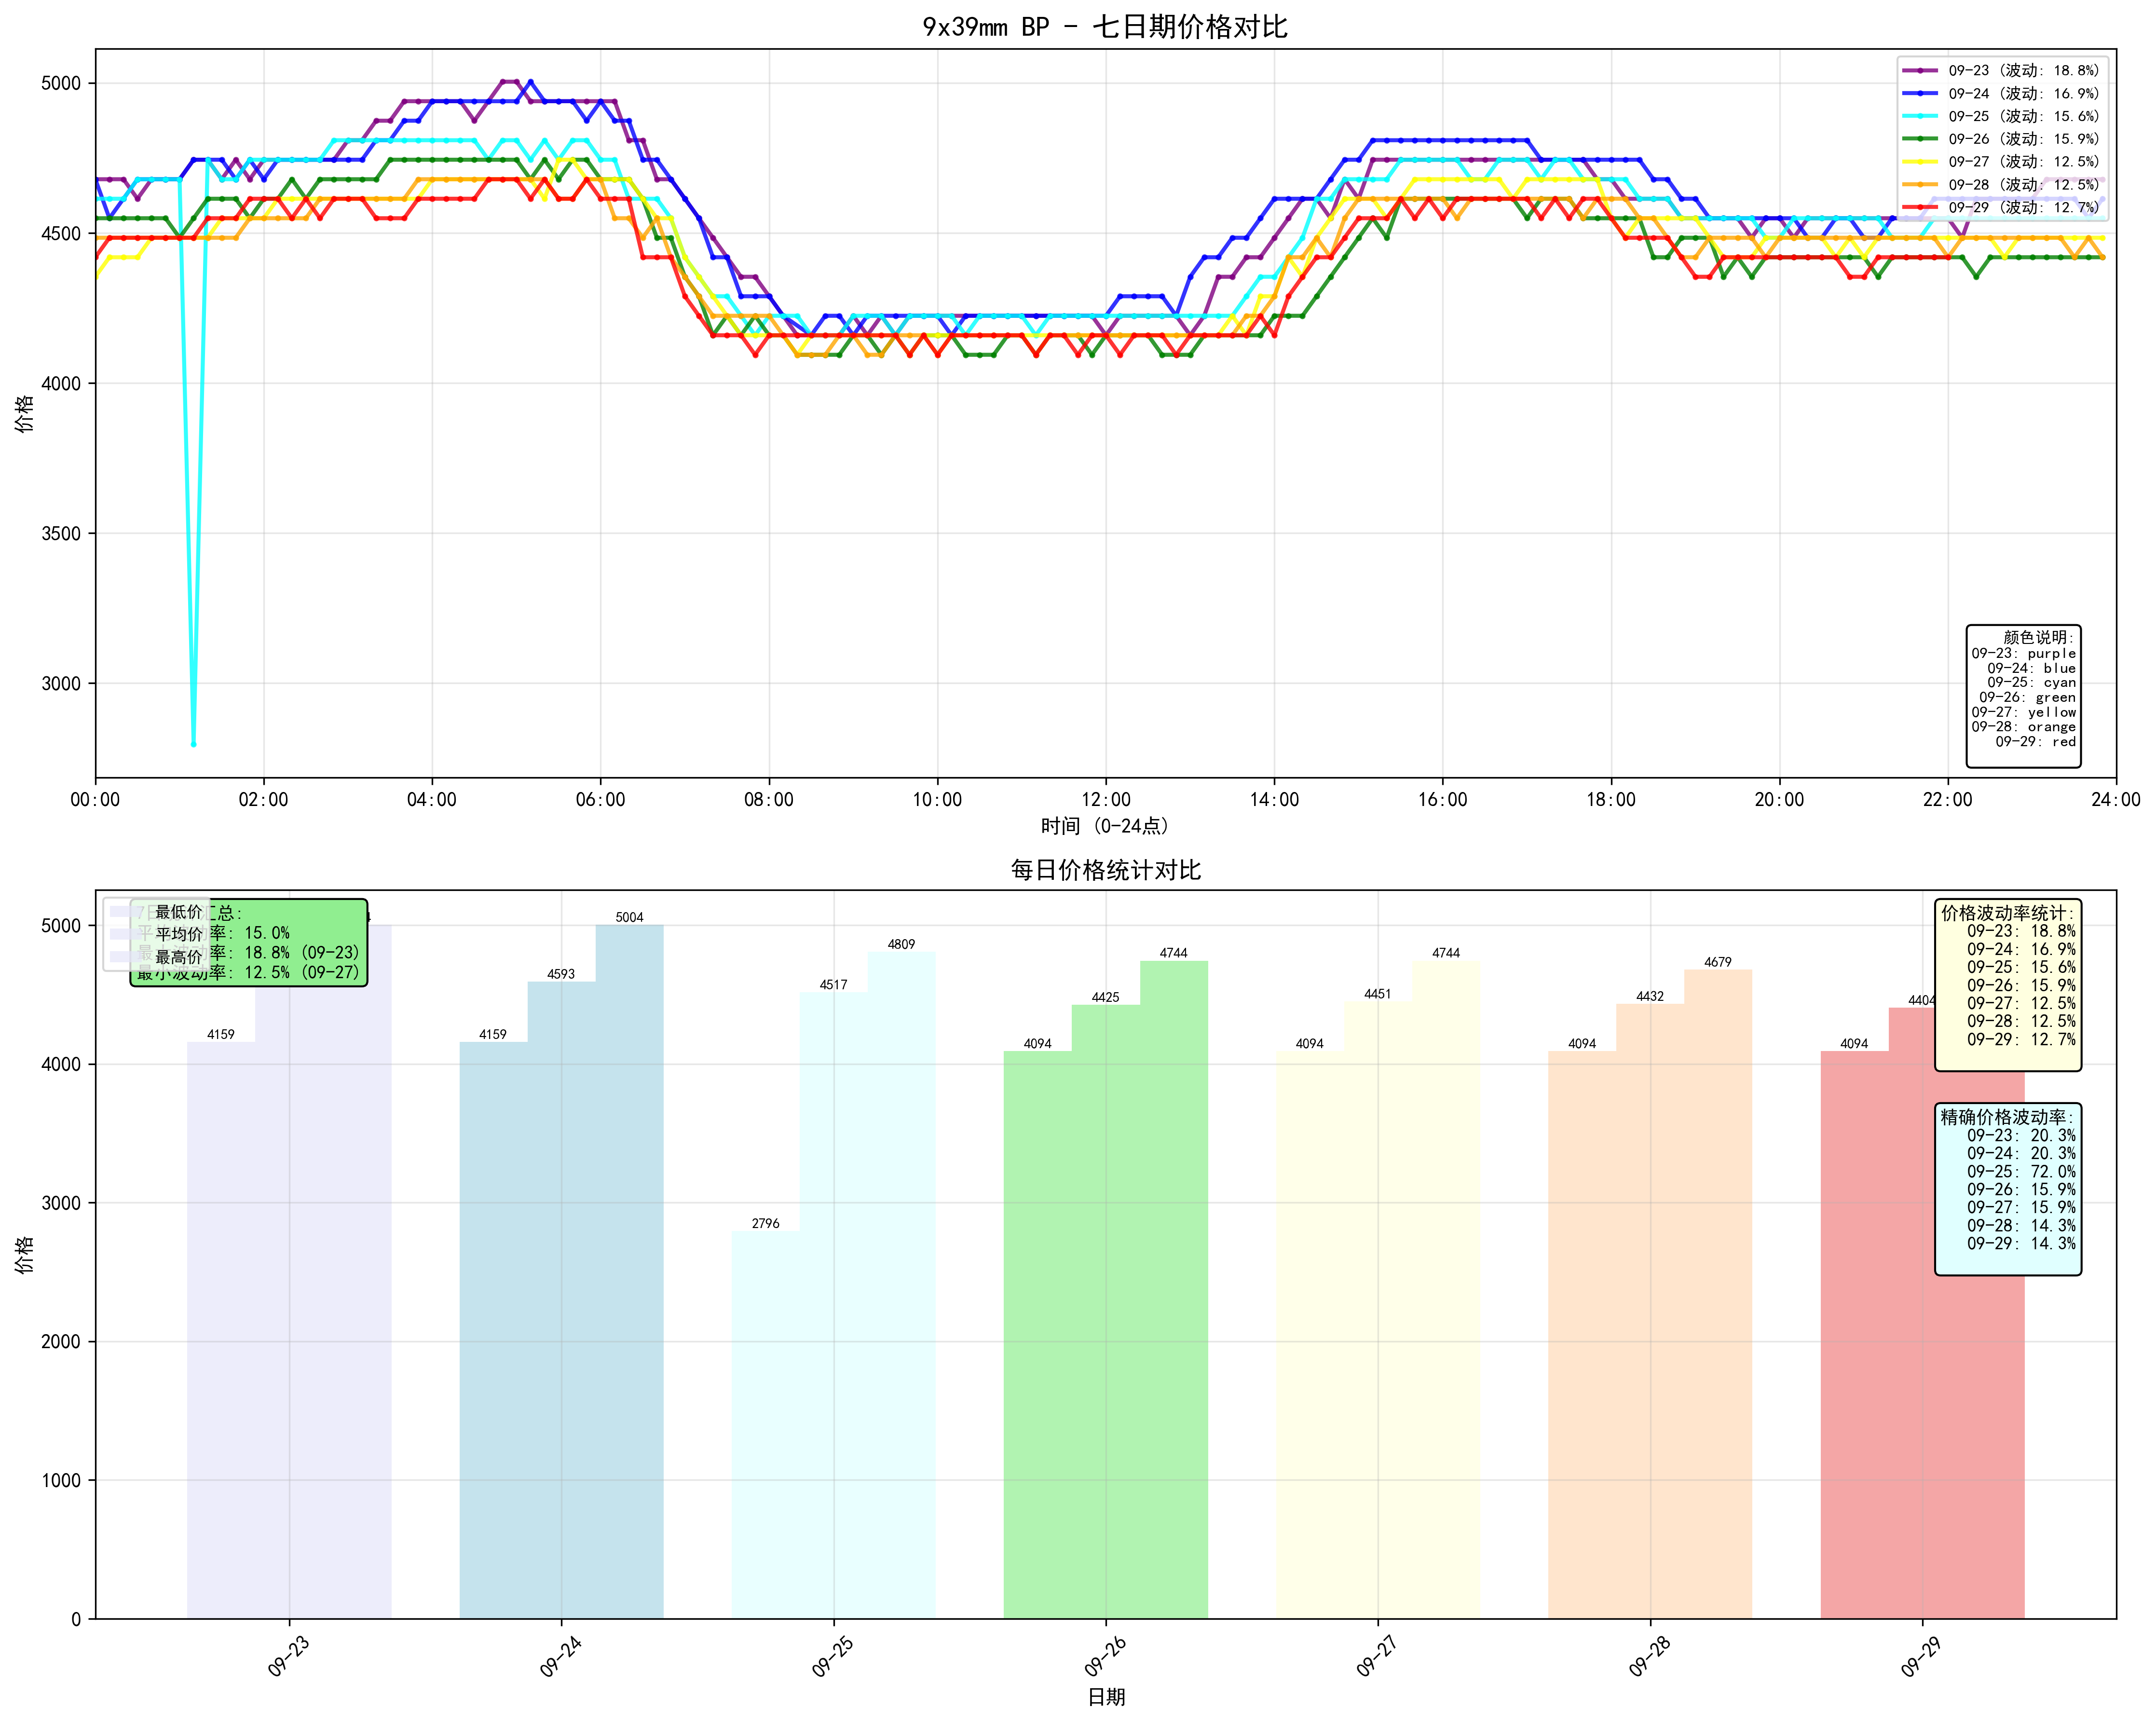 9x39mm BP - 七日期价格对比
09-23 (波动: 18.8%)
09-24 (波动: 16.9%)
09-25 (波动: 15.6%)
09-26 (波动: 15.9%)
09-27 (波动: 12.5%)
09-28 (波动: 12.5%)
09-29 (波动: 12.7%)
5000
4500
4000
3500
3000
价格
颜色说明:
09-23: purple
09-24: blue
09-25: cyan
09-26: green
09-27: yellow
09-28: orange
09-29: red
00:00 02:00 04:00 06:00 08:00 10:00 12:00 14:00 16:00 18:00 20:00 22:00 24:00
时间 (0-24点)
每日价格统计对比
最低价
平均价
最高价
汇总:
率: 15.0%
率: 18.8% (09-23)
最小波动率: 12.5% (09-27)
价格波动率统计:
09-23: 18.8%
09-24: 16.9%
09-25: 15.6%
09-26: 15.9%
09-27: 12.5%
09-28: 12.5%
09-29: 12.7%
精确价格波动率:
09-23: 20.3%
09-24: 20.3%
09-25: 72.0%
09-26: 15.9%
09-27: 15.9%
09-28: 14.3%
09-29: 14.3%
4159
4159 4593 5004
2796 4517 4809
4094 4425 4744
4094 4451 4744
4094 4432 4679
4094 4404
5000
4000
3000
2000
1000
0
价格
09-23 09-24 09-25 09-26 09-27 09-28 09-29
日期